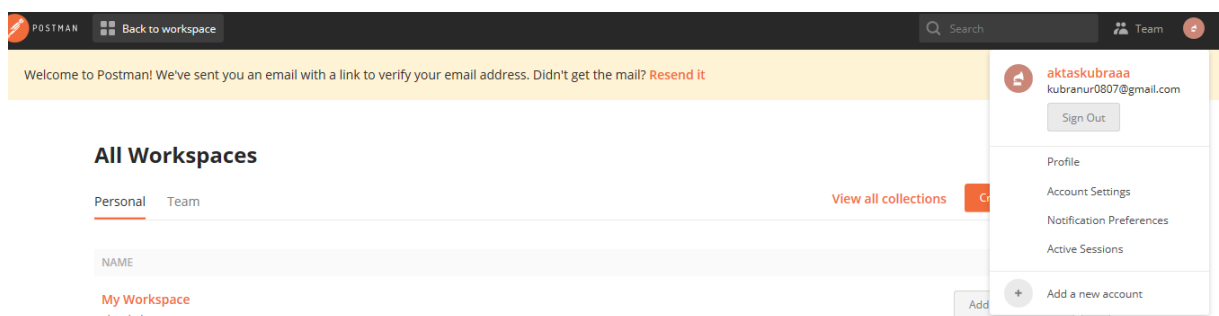 POSTMAN
Back to workspace
Search
Team
Welcome to Postman! We've sent you an email with a link to verify your email address. Didn't get the mail? Resend it
aktaskubraaa
kubranur0807@gmail.com
Sign Out
All Workspaces
Profile
Personal Team
View all collections
Account Settings
Notification Preferences
Active Sessions
NAME
My Workspace
Add
Add a new account